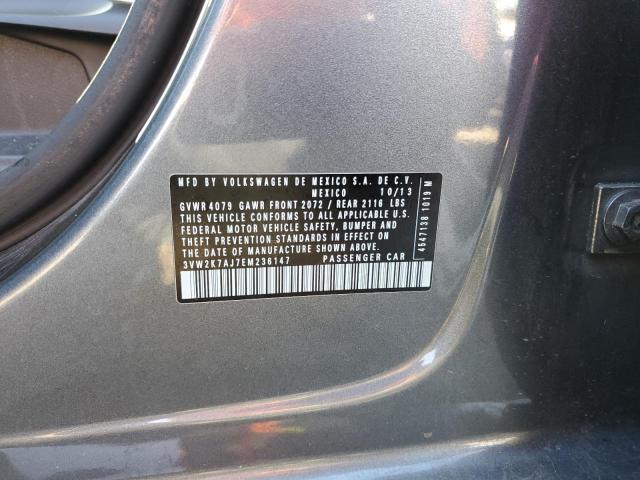 MFD BY VOLKSWAGEN DE MEXICO S.A. DE C.V.
MEXICO 10/13
GVWR 4079 GAWR FRONT 2072 / REAR 2116 LBS
THIS VEHICLE CONFORMS TO ALL APPLICABLE U.S.
FEDERAL MOTOR VEHICLE SAFETY, BUMPER AND
THEFT PREVENTION STANDARDS IN EFFECT ON
THE DATE OF MANUFACTURE SHOWN ABOVE.
3VW2K7AJ7EM236147 PASSENGER CAR
4647138 1019 M